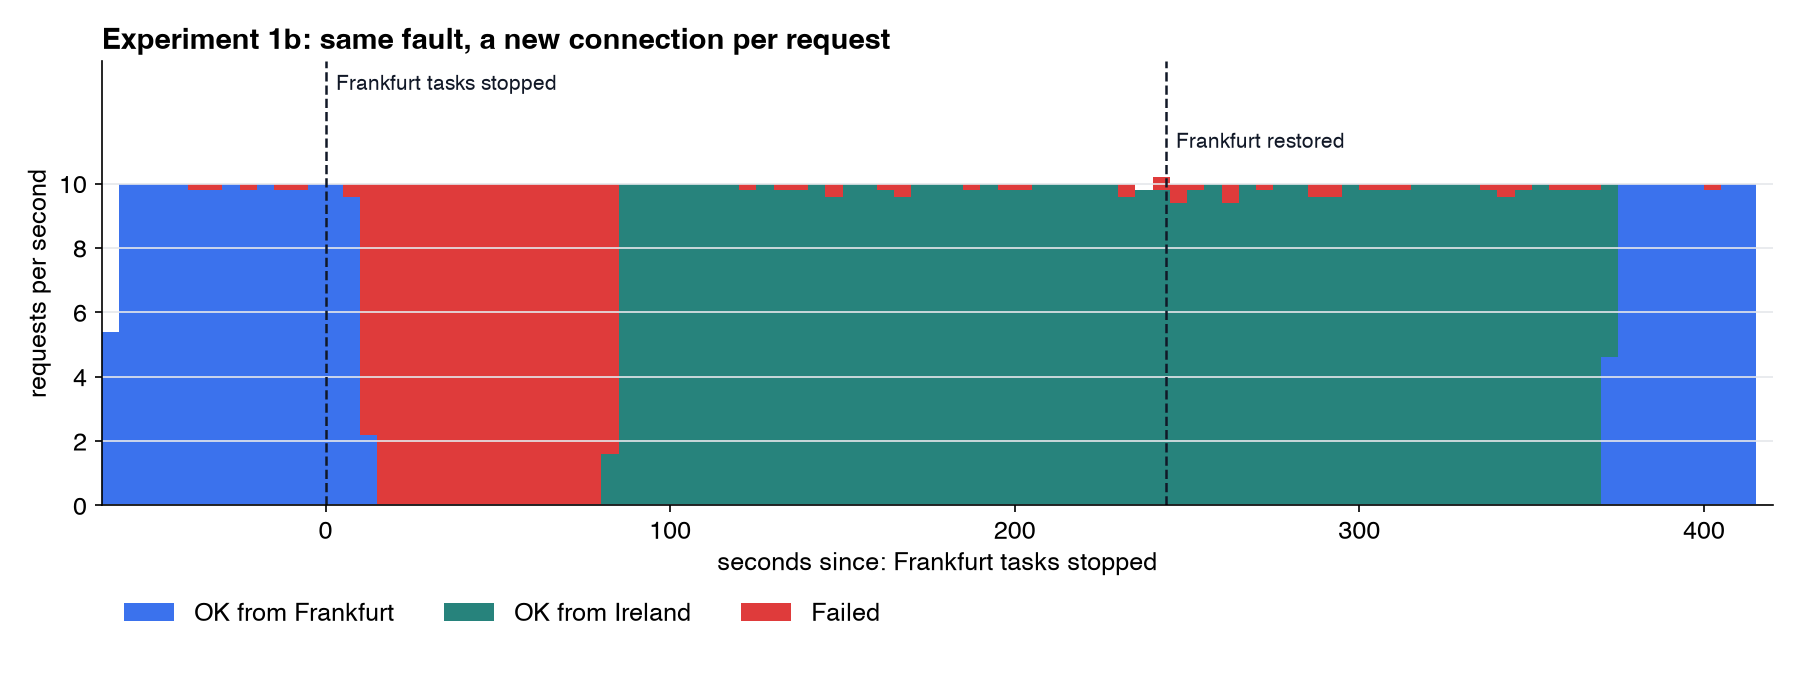 Experiment 1b: same fault, a new connection per request
Frankfurt tasks stopped
Frankfurt restored
requests per second
10
8
6
4
2
0
0 100 200 300 400
seconds since: Frankfurt tasks stopped
OK from Frankfurt OK from Ireland Failed